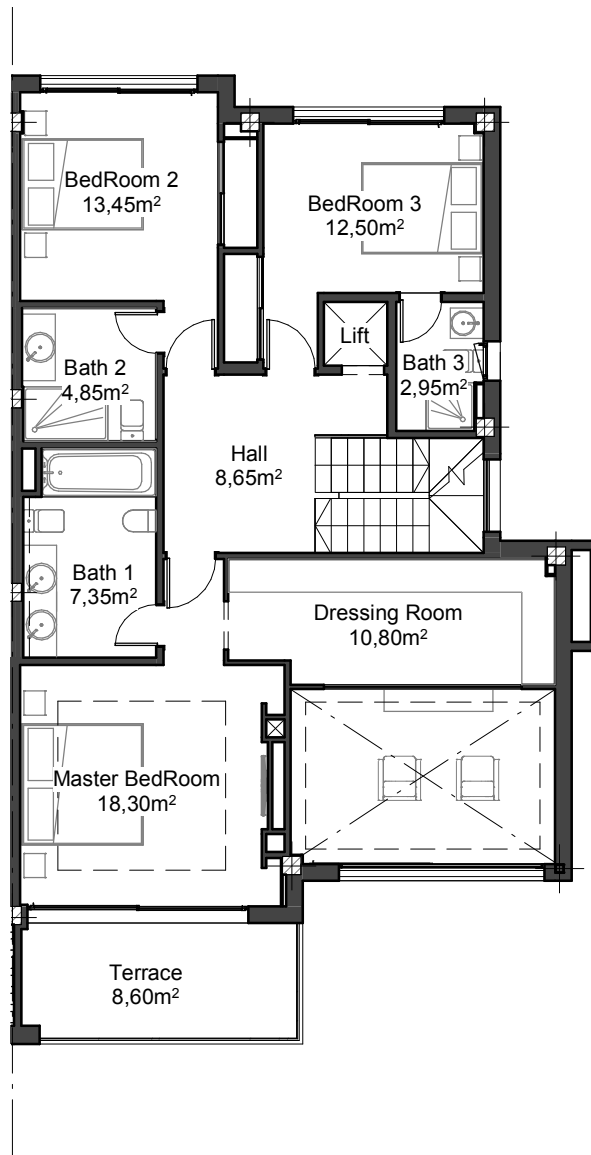 BedRoom 2
13,45m²
BedRoom 3
12,50m²
Lift
Bath 2
4,85m²
Bath 3
2,95m²
Hall
8,65m²
Bath 1
7,35m²
Dressing Room
10,80m²
Master BedRoom
18,30m²
Terrace
8,60m²